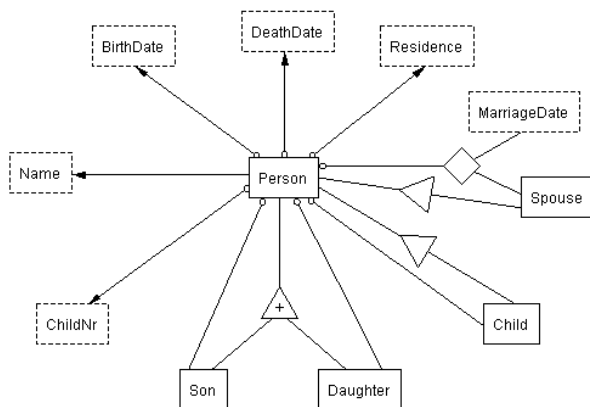 DeathDate
BirthDate
Residence
MarriageDate
Name
Person
Spouse
+
ChildNr
Child
Son
Daughter